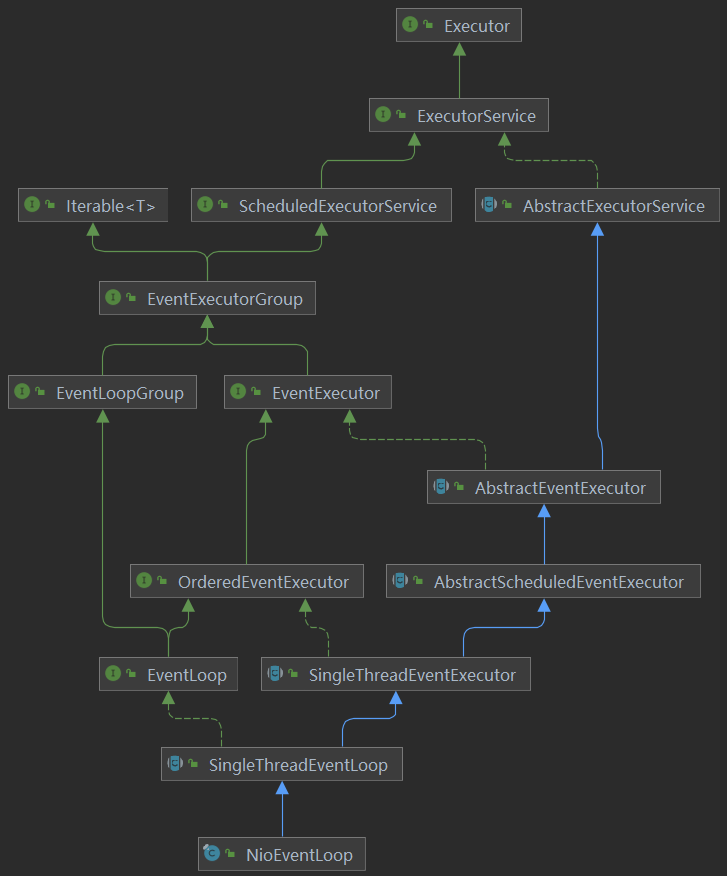 Executor
ExecutorService
Iterable<T>
ScheduledExecutorService
AbstractExecutorService
EventExecutorGroup
EventLoopGroup
EventExecutor
AbstractEventExecutor
OrderedEventExecutor
AbstractScheduledEventExecutor
EventLoop
SingleThreadEventExecutor
SingleThreadEventLoop
NioEventLoop